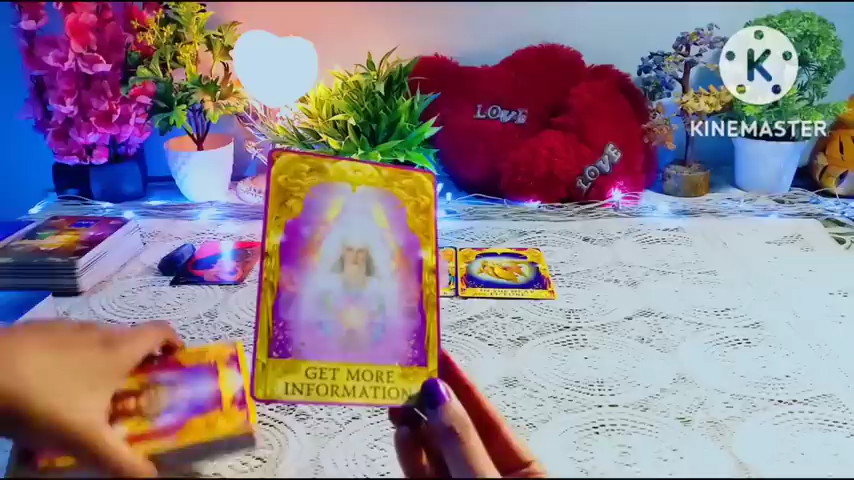 K
KINEMASTER
LOVE
LOVE
GET MORE
INFORMATION